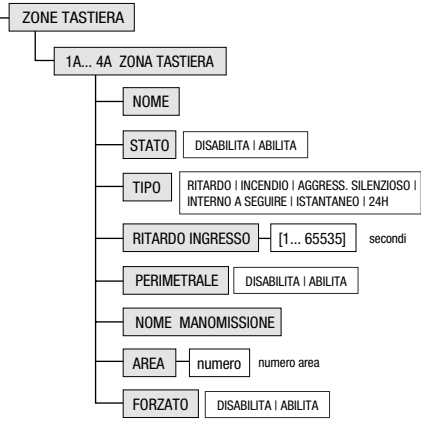 ZONE TASTIERA
1A... 4A ZONA TASTIERA
NOME
STATO DISABILITA | ABILITA
TIPO RITARDO | INCENDIO | AGGRESS. SILENZIOSO |
INTERNO A SEGUIRE | ISTANTANEO | 24H
RITARDO INGRESSO [1... 65535] secondi
PERIMETRALE DISABILITA | ABILITA
NOME MANOMISSIONE
AREA numero numero area
FORZATO DISABILITA | ABILITA